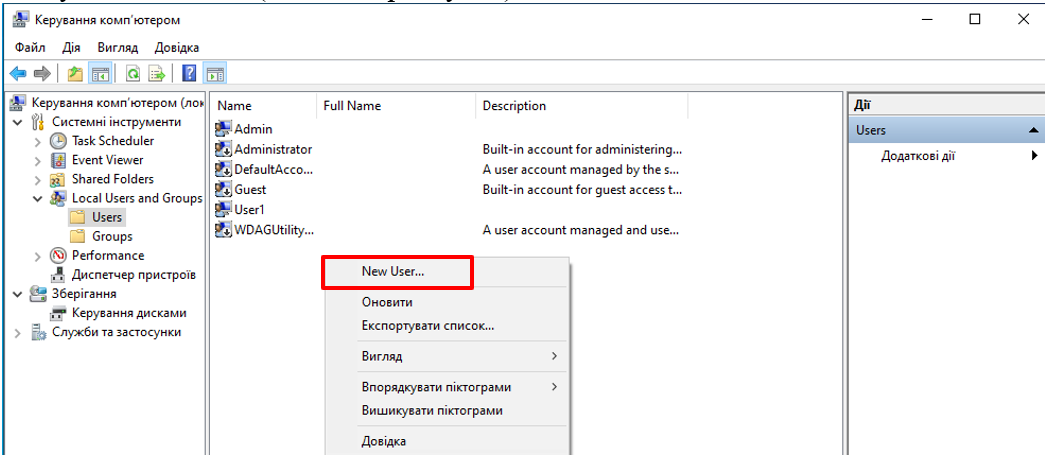 Керування комп'ютером
Файл Дія Вигляд Довідка
Керування комп'ютером (лок
Системні інструменти
Task Scheduler
Event Viewer
Shared Folders
Local Users and Groups
Users
Groups
Performance
Диспетчер пристроїв
Зберігання
Керування дисками
Служби та застосунки
Name Full Name Description
Admin
Administrator Built-in account for administering...
DefaultAcco... A user account managed by the s...
Guest Built-in account for guest access t...
User1
WDAGUtility... A user account managed and use...
New User...
Оновити
Експортувати список...
Вигляд
Впорядкувати піктограми
Вишикувати піктограми
Довідка
Дії
Users
Додаткові дії